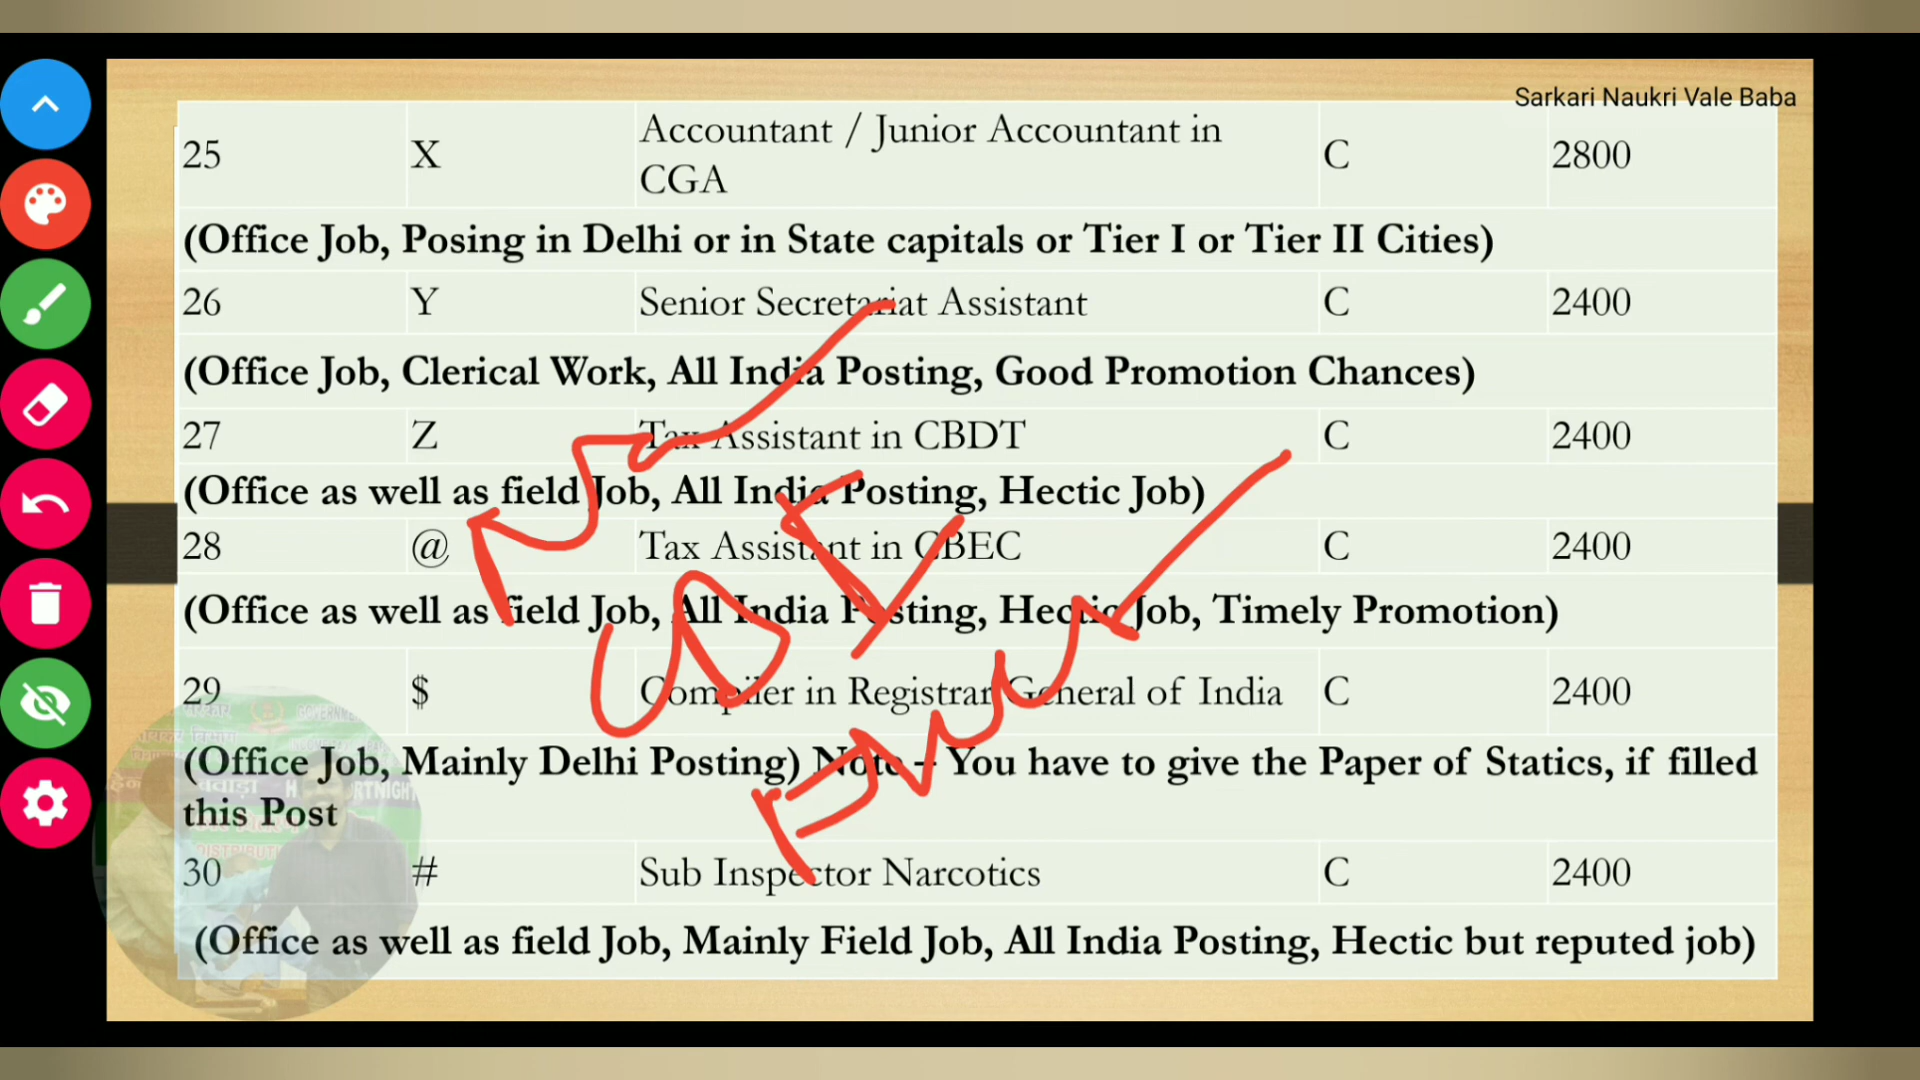 Sarkari Naukri Vale Baba
25 X Accountant / Junior Accountant in CGA C 2800
(Office Job, Posing in Delhi or in State capitals or Tier I or Tier II Cities)
26 Y Senior Secretariat Assistant C 2400
(Office Job, Clerical Work, All India Posting, Good Promotion Chances)
27 Z Tax Assistant in CBDT C 2400
(Office as well as field Job, All India Posting, Hectic Job)
28 @ Tax Assistant in CBEC C 2400
(Office as well as field Job, All India Posting, Hectic Job, Timely Promotion)
29 $ Compiler in Registrar General of India C 2400
(Office Job, Mainly Delhi Posting) Note – You have to give the Paper of Statics, if filled
this Post
30 # Sub Inspector Narcotics C 2400
(Office as well as field Job, Mainly Field Job, All India Posting, Hectic but reputed job)